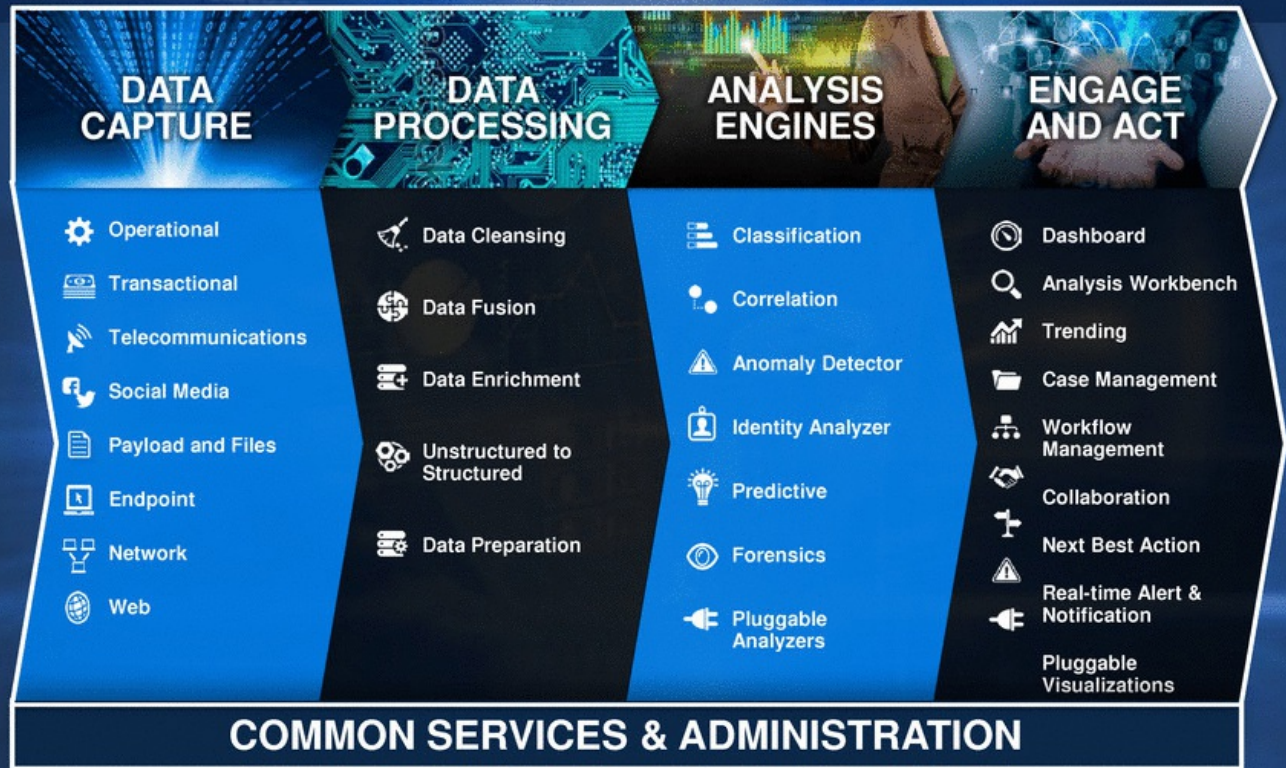 DATA
CAPTURE
DATA
PROCESSING
ANALYSIS
ENGINES
ENGAGE
AND ACT
Operational
Transactional
Telecommunications
Social Media
Payload and Files
Endpoint
Network
Web
Data Cleansing
Data Fusion
Data Enrichment
Unstructured to
Structured
Data Preparation
Classification
Correlation
Anomaly Detector
Identity Analyzer
Predictive
Forensics
Pluggable
Analyzers
Dashboard
Analysis Workbench
Trending
Case Management
Workflow
Management
Collaboration
Next Best Action
Real-time Alert &
Notification
Pluggable
Visualizations
COMMON SERVICES & ADMINISTRATION